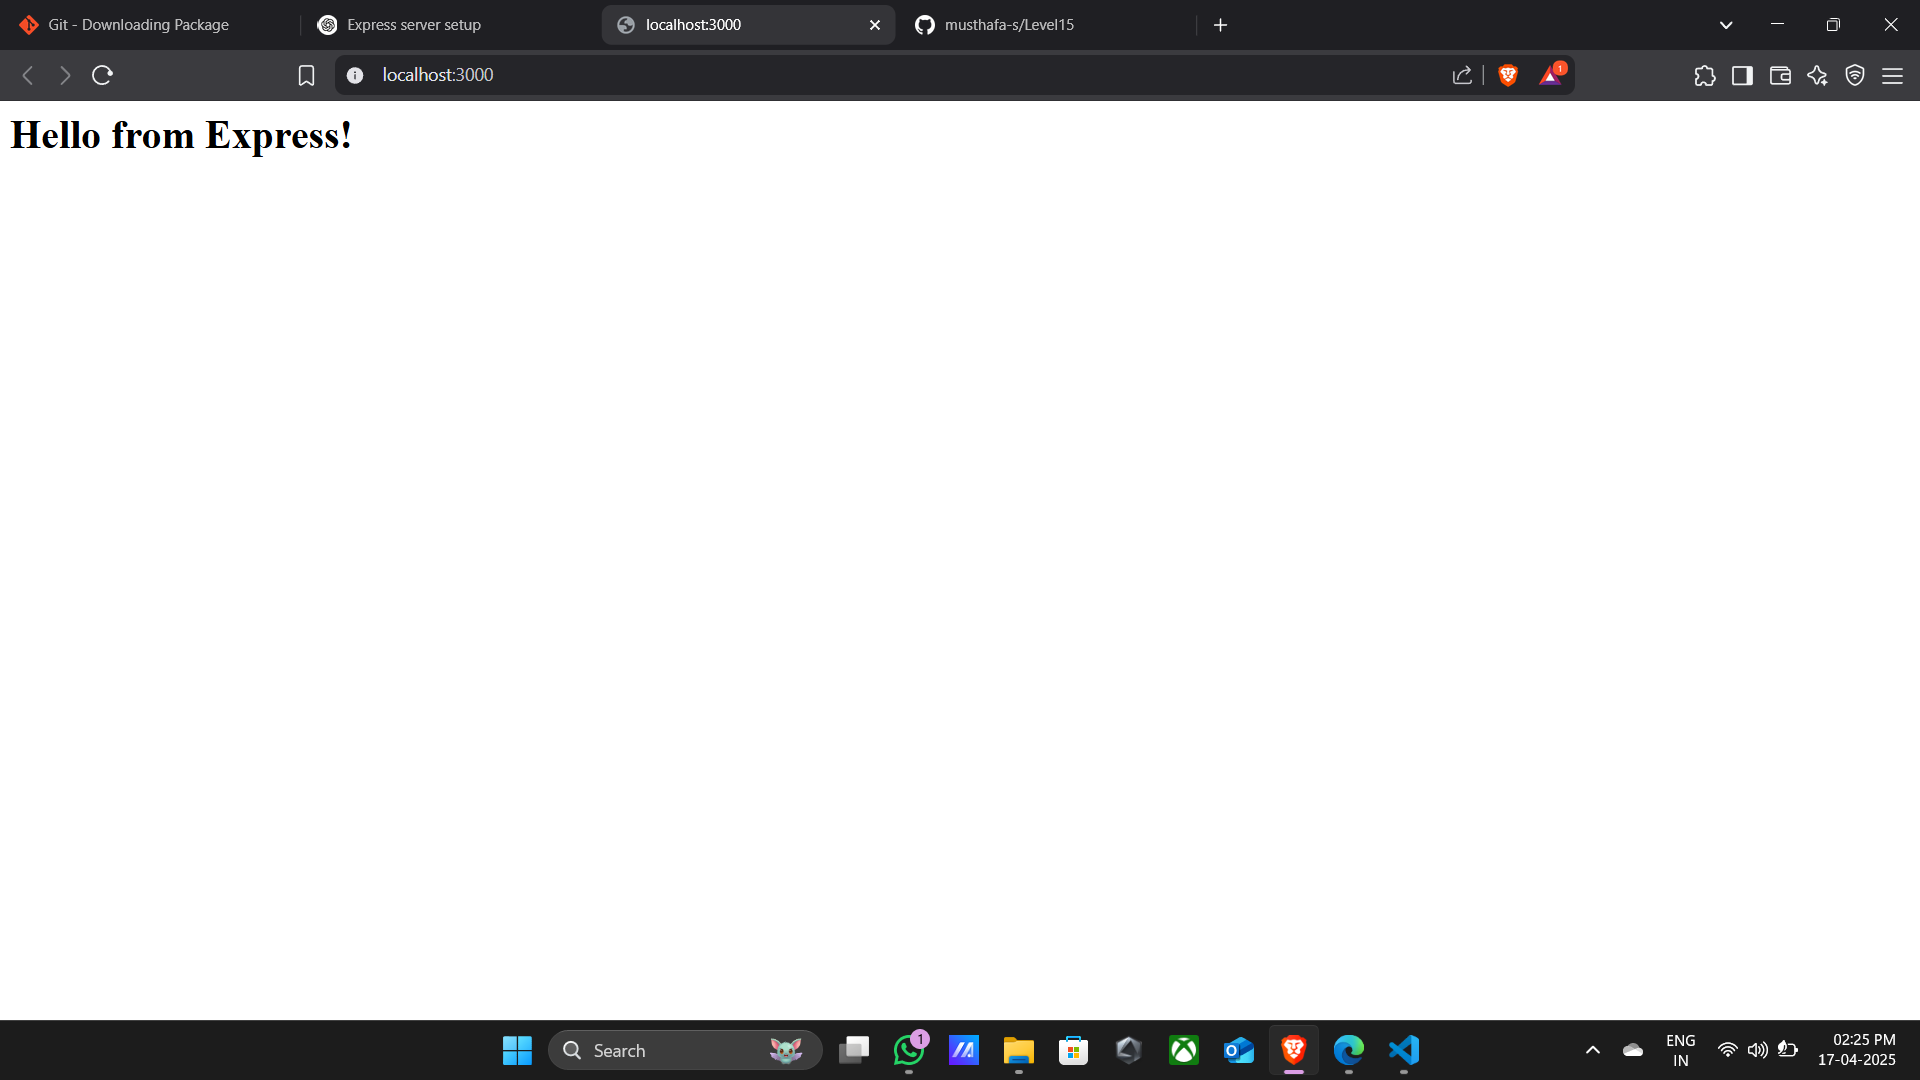 Git - Downloading Package
Express server setup
localhost:3000
musthafa-s/Level15
localhost:3000
1
Hello from Express!
Search
1
ENG
IN
02:25 PM
17-04-2025